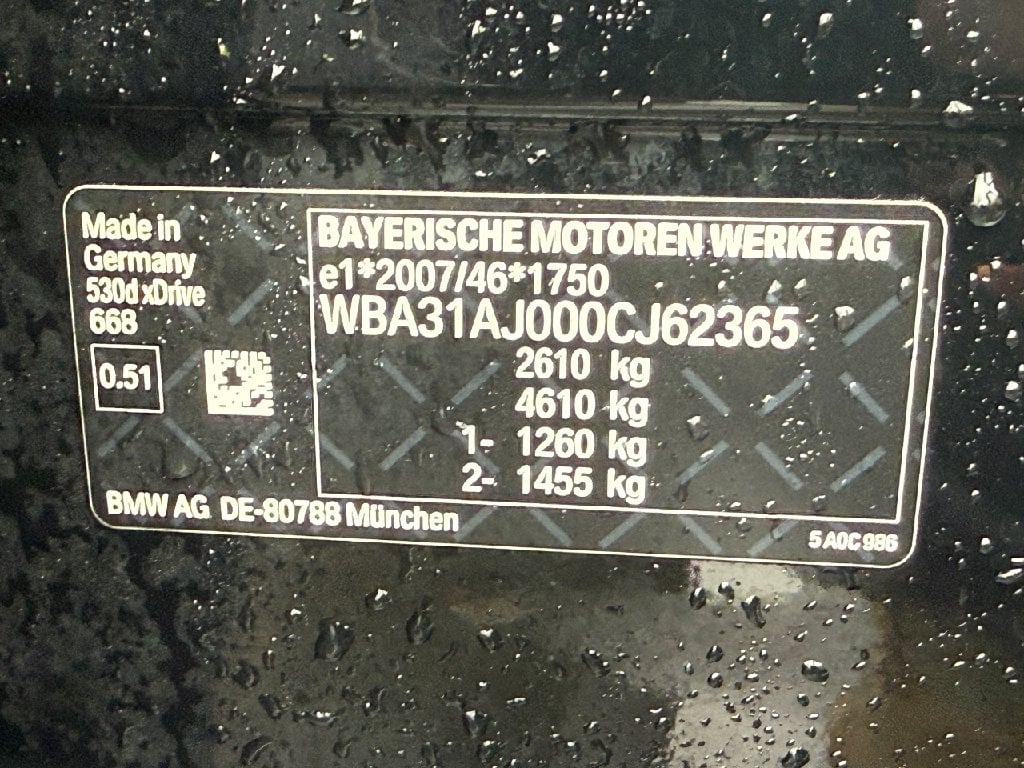 Made in
Germany
530d xDrive
668
0.51
BAYERISCHE MOTOREN WERKE AG
e1*2007/46*1750
WBA31AJ000CJ62365
2610 kg
4610 kg
1- 1260 kg
2- 1455 kg
BMW AG DE-80788 München
5 A0C 986